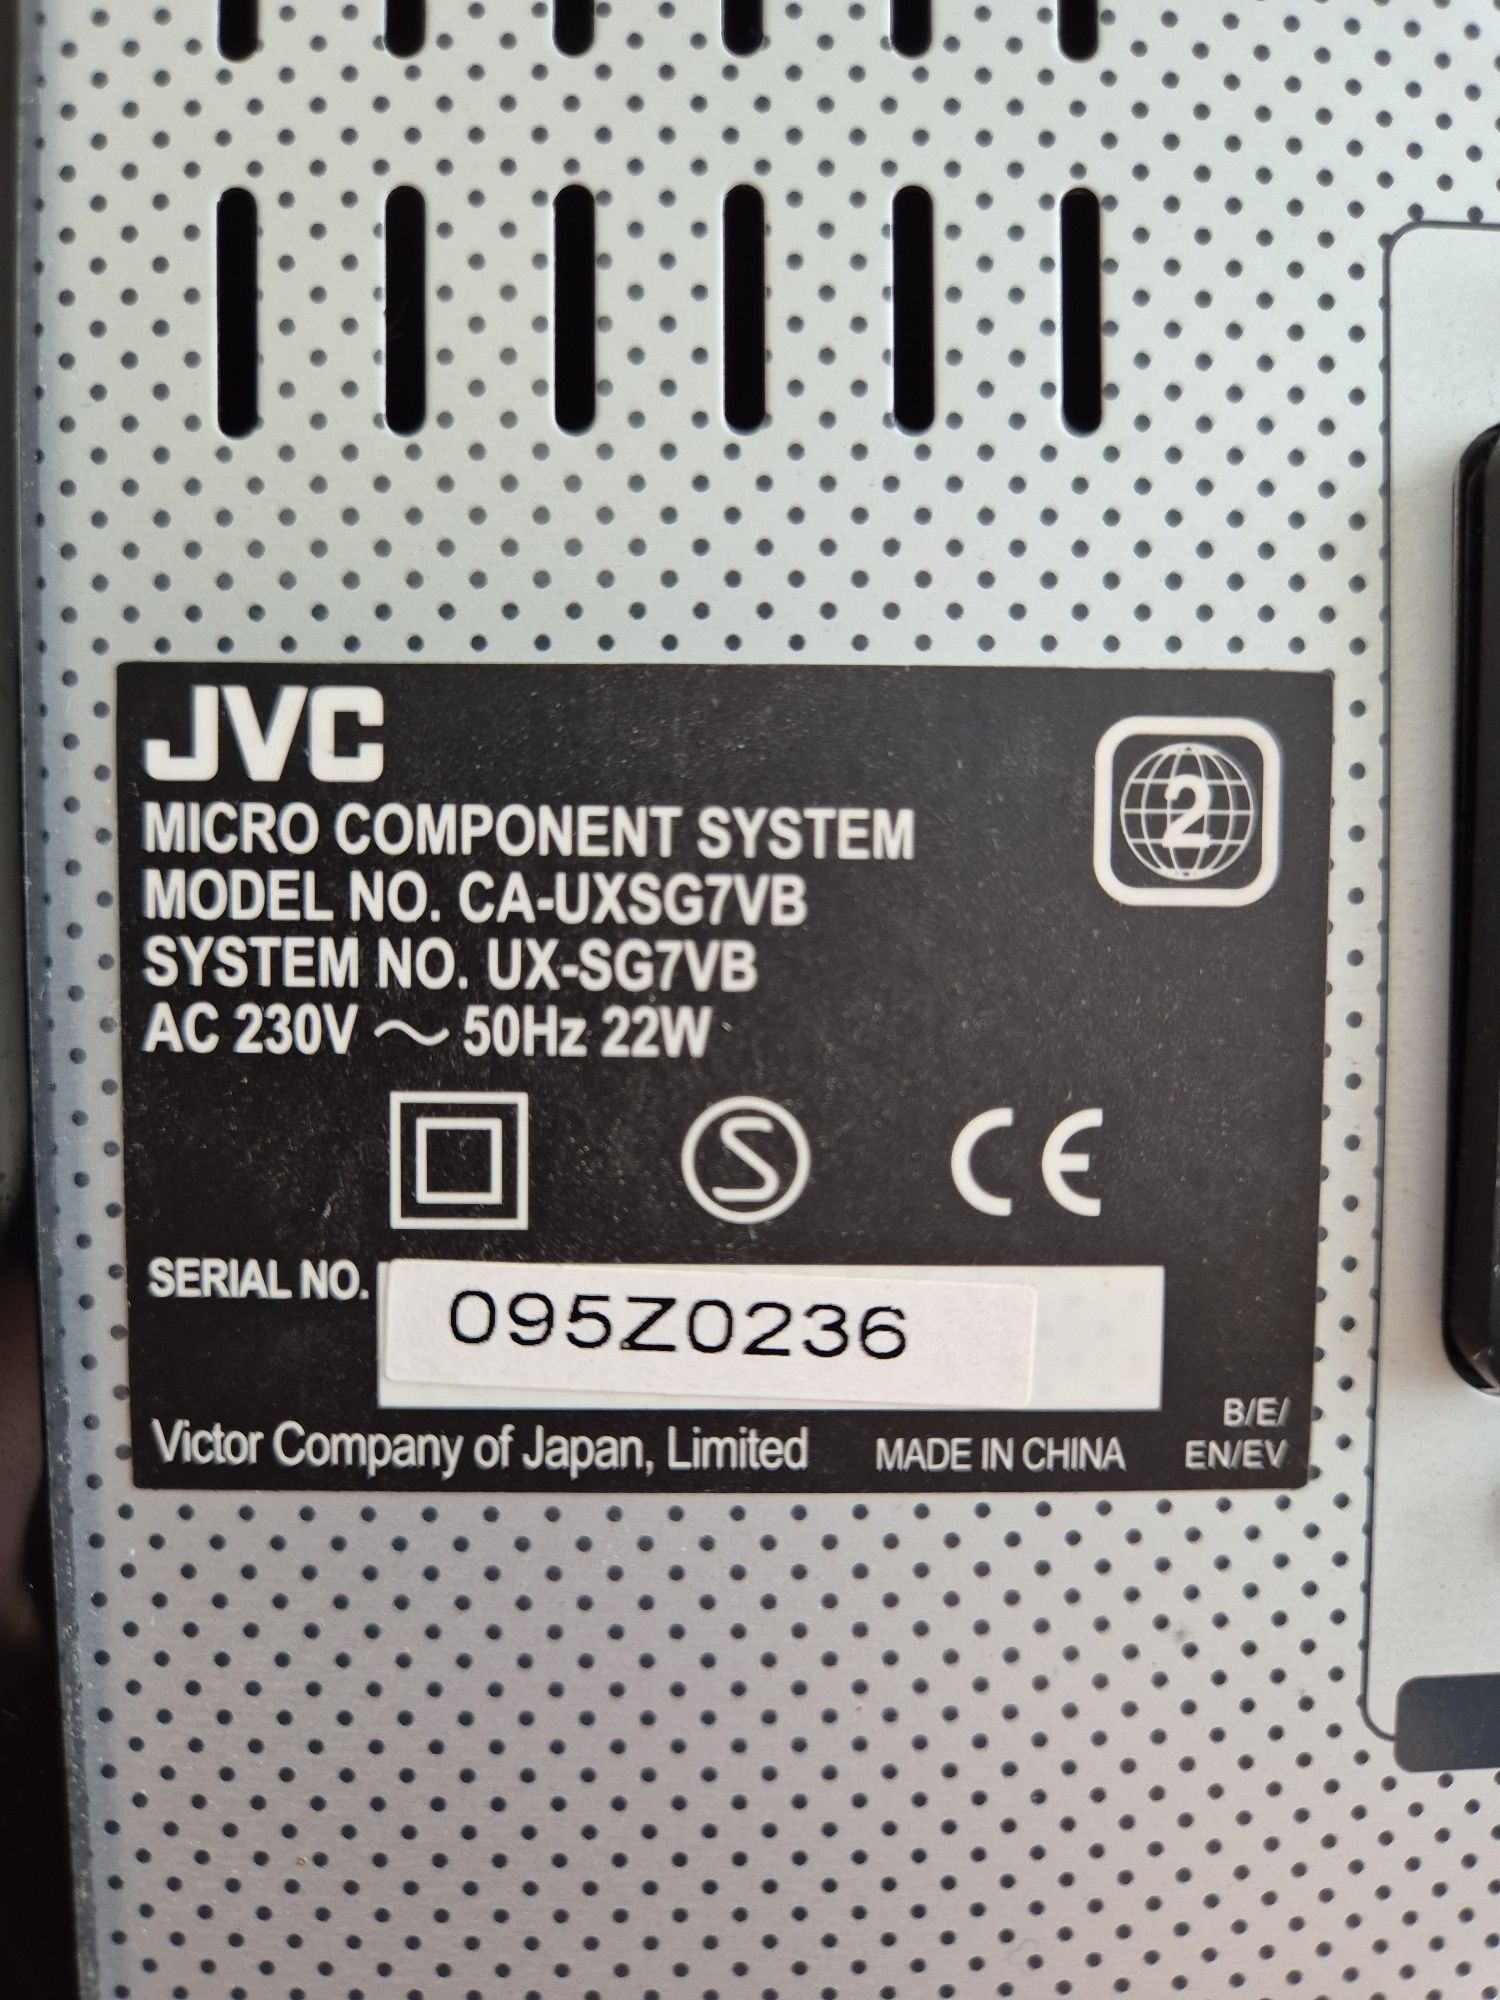 JVC
2
MICRO COMPONENT SYSTEM
MODEL NO. CA-UXSG7VB
SYSTEM NO. UX-SG7VB
AC 230V ～ 50Hz 22W
S CE
SERIAL NO. 095Z0236
B/E/
Victor Company of Japan, Limited MADE IN CHINA EN/EV